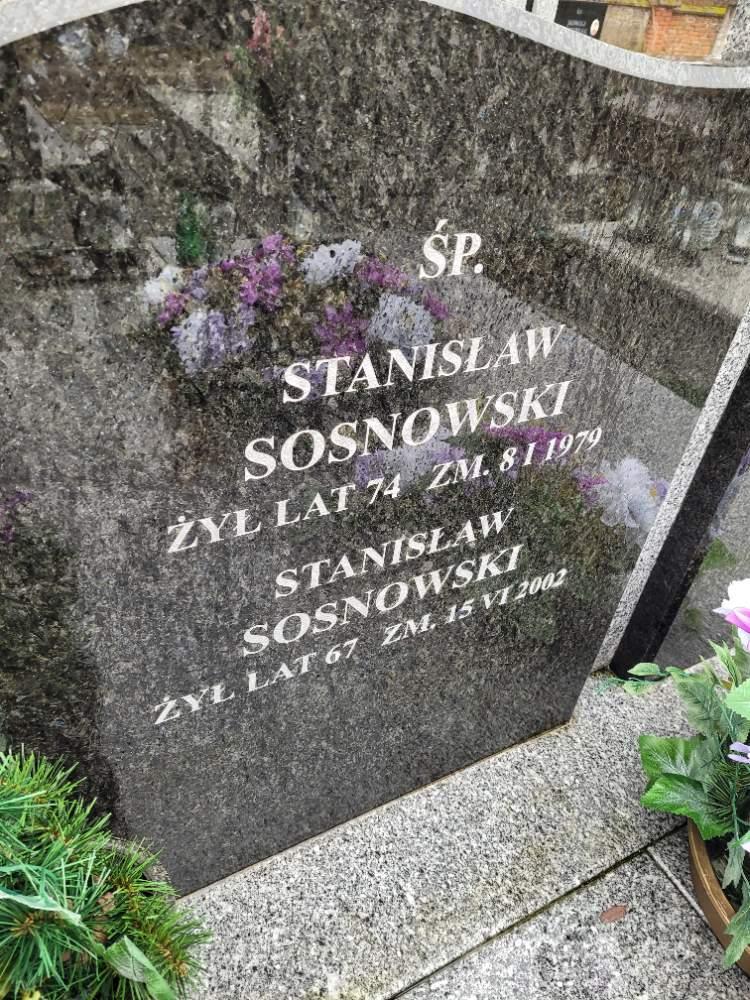 ŚP.
STANISŁAW
SOSNOWSKI
ŻYŁ LAT 74 ZM. 8 I 1979
STANISŁAW
SOSNOWSKI
ŻYŁ LAT 67 ZM. 15 VI 2002